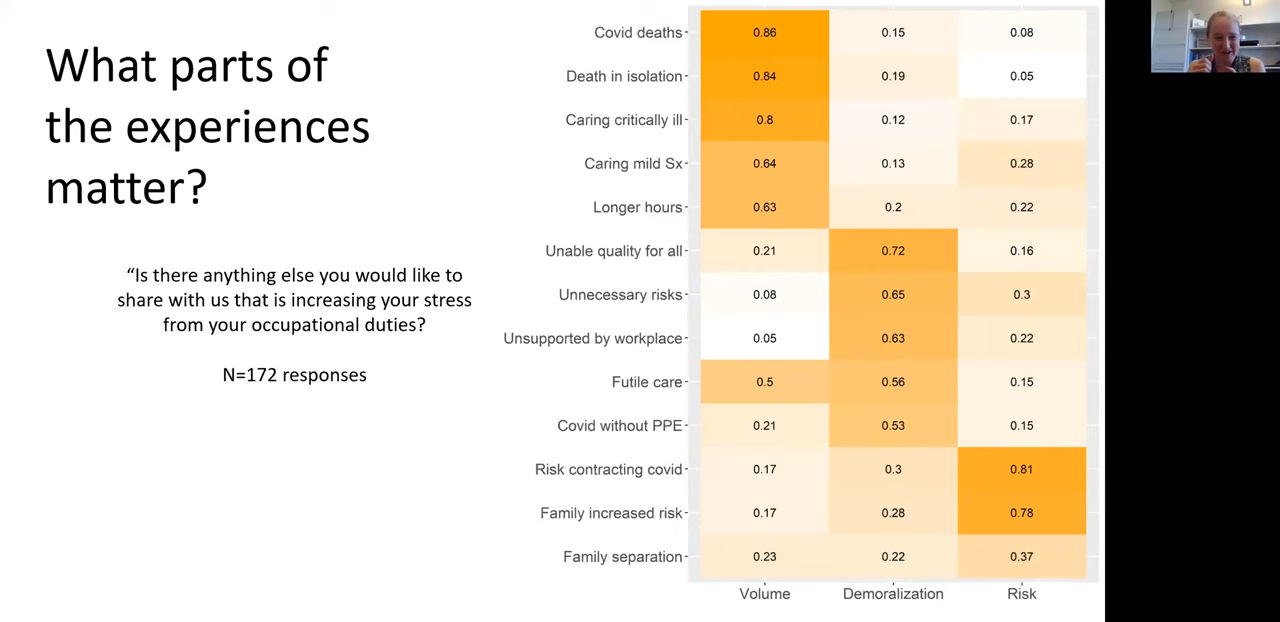 What parts of
the experiences
matter?
“Is there anything else you would like to
share with us that is increasing your stress
from your occupational duties?
N=172 responses
Covid deaths 0.86 0.15 0.08
Death in isolation 0.84 0.19 0.05
Caring critically ill 0.8 0.12 0.17
Caring mild Sx 0.64 0.13 0.28
Longer hours 0.63 0.2 0.22
Unable quality for all 0.21 0.72 0.16
Unnecessary risks 0.08 0.65 0.3
Unsupported by workplace 0.05 0.63 0.22
Futile care 0.5 0.56 0.15
Covid without PPE 0.21 0.53 0.15
Risk contracting covid 0.17 0.3 0.81
Family increased risk 0.17 0.28 0.78
Family separation 0.23 0.22 0.37
Volume Demoralization Risk